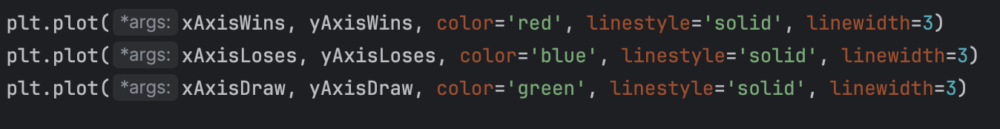 plt.plot(*args: xAxisWins, yAxisWins, color='red', linestyle='solid', linewidth=3)
plt.plot(*args: xAxisLoses, yAxisLoses, color='blue', linestyle='solid', linewidth=3)
plt.plot(*args: xAxisDraw, yAxisDraw, color='green', linestyle='solid', linewidth=3)